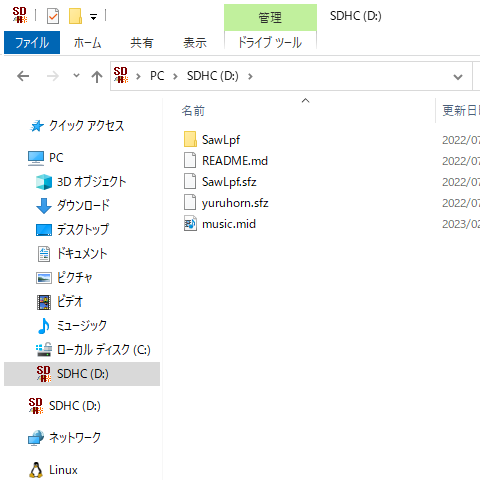 管理
SDHC (D:)
ファイル
ホーム
共有
表示
ドライブ ツール
PC
SDHC (D:)
名前
更新日
クイック アクセス
PC
3D オブジェクト
ダウンロード
デスクトップ
ドキュメント
ピクチャ
ビデオ
ミュージック
ローカル ディスク (C:)
SDHC (D:)
SDHC (D:)
ネットワーク
Linux
SawLpf
2022/07
README.md
2022/07
SawLpf.sfz
2022/07
yuruhorn.sfz
2022/07
music.mid
2023/02